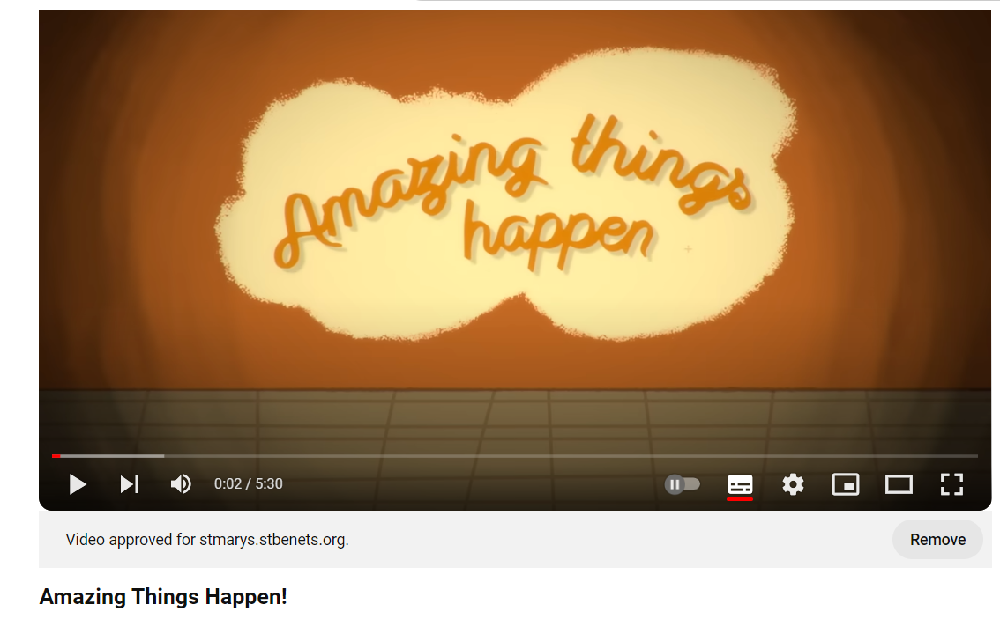 Amazing things
happen
0:02 / 5:30
Video approved for stmarys.stbenets.org.
Remove
Amazing Things Happen!